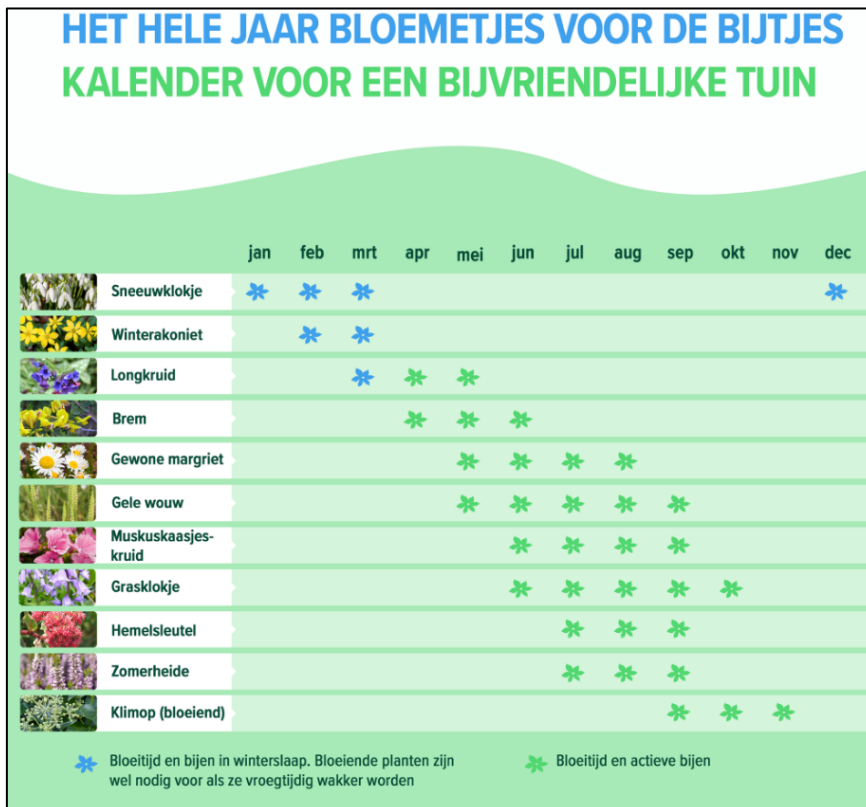 HET HELE JAAR BLOEMETJES VOOR DE BIJTJES
KALENDER VOOR EEN BIJVRIENDELIJKE TUIN
jan feb mrt apr mei jun jul aug sep okt nov dec
Sneeuwklokje
Winterakoniet
Longkruid
Brem
Gewone margriet
Gele wouw
Muskuskaasjes-
kruid
Grasklokje
Hemelsleutel
Zomerheide
Klimop (bloeiend)
Bloeitijd en bijen in winterslaap. Bloeiende planten zijn
wel nodig voor als ze vroegtijdig wakker worden
Bloeitijd en actieve bijen